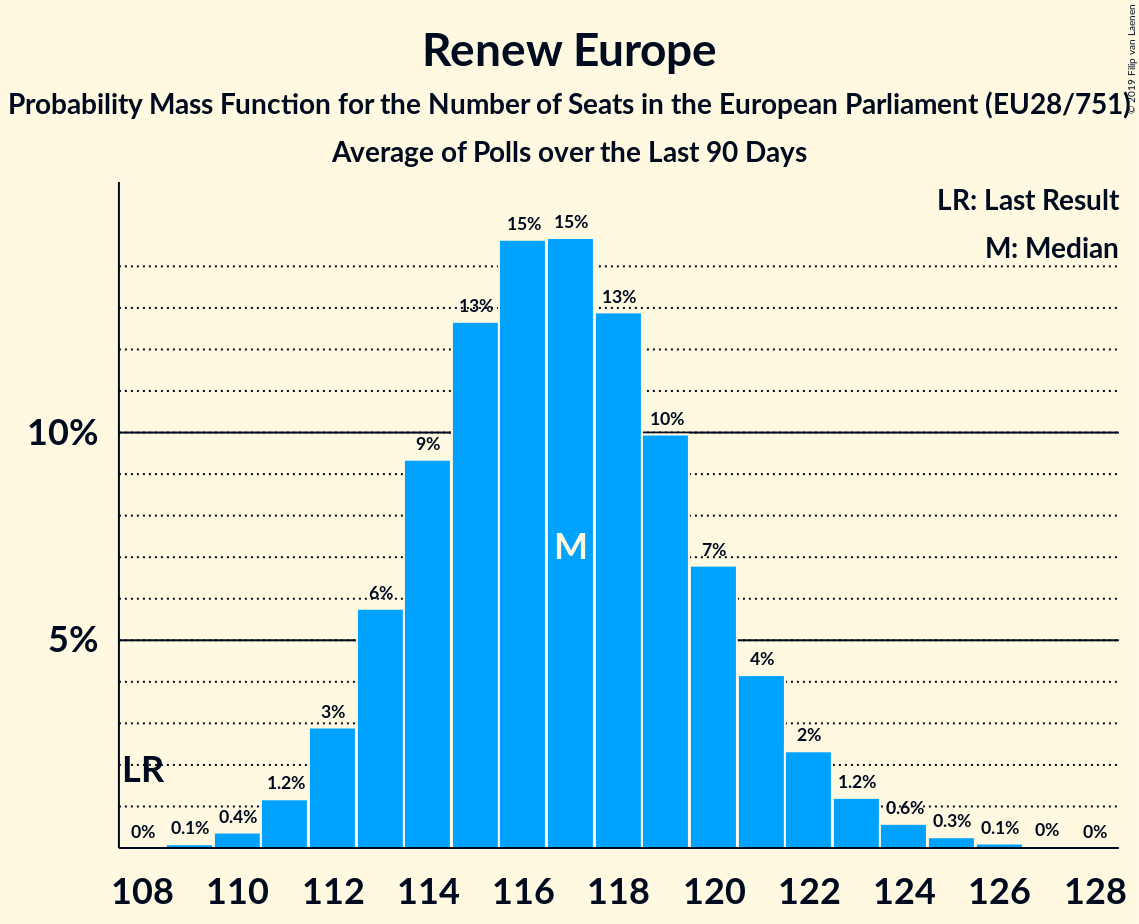 Renew Europe
Probability Mass Function for the Number of Seats in the European Parliament (EU28/751)
Average of Polls over the Last 90 Days
© 2019 Filip van Laenen
LR: Last Result
M: Median
10%
5%
0%
0.1%
0.4%
1.2%
3%
6%
9%
13%
15%
15%
13%
10%
7%
4%
2%
1.2%
0.6%
0.3%
0.1%
0%
0%
LR
M
108 110 112 114 116 118 120 122 124 126 128